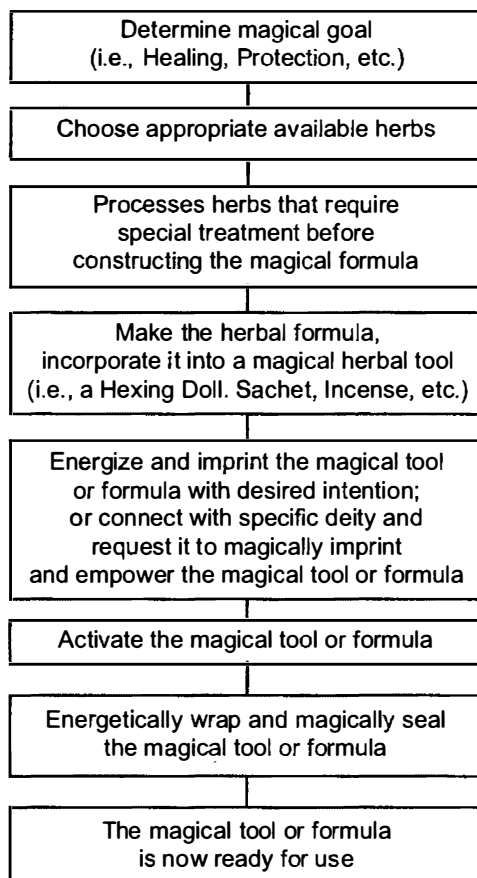 Determine magical goal
(i.e., Healing, Protection, etc.)
Choose appropriate available herbs
Processes herbs that require
special treatment before
constructing the magical formula
Make the herbal formula,
incorporate it into a magical herbal tool
(i.e., a Hexing Doll. Sachet, Incense, etc.)
Energize and imprint the magical tool
or formula with desired intention;
or connect with specific deity and
request it to magically imprint
and empower the magical tool or formula
Activate the magical tool or formula
Energetically wrap and magically seal
the magical tool or formula
The magical tool or formula
is now ready for use